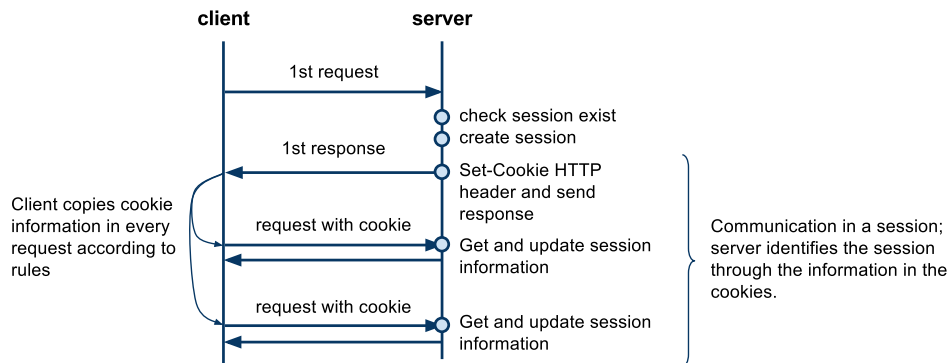 client
server
1st request
check session exist
create session
1st response
Set-Cookie HTTP
header and send
response
Client copies cookie
information in every
request according to
rules
request with cookie
Get and update session
information
Communication in a session;
server identifies the session
through the information in the
cookies.
request with cookie
Get and update session
information